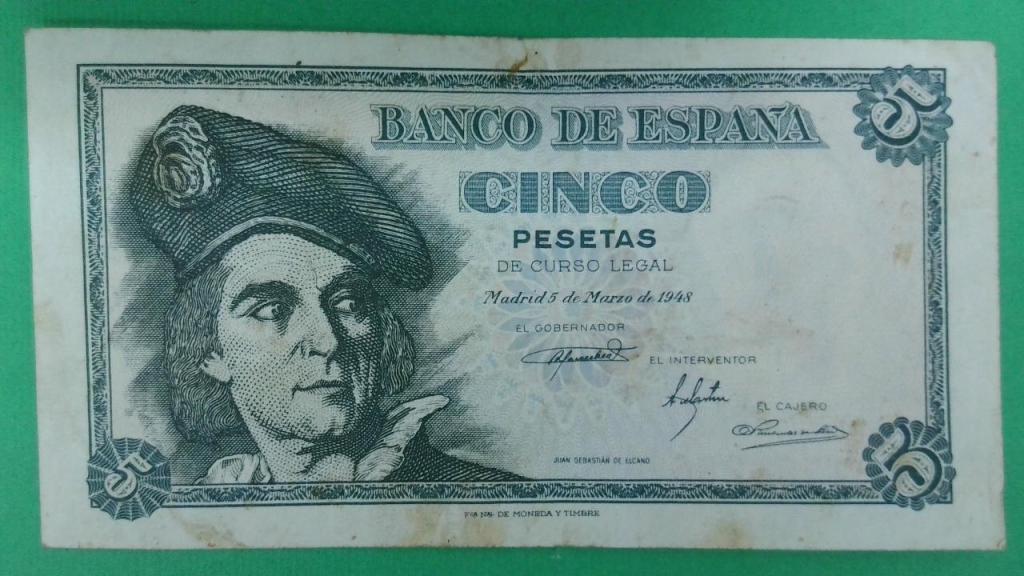 BANCO DE ESPAÑA
5
CINCO
PESETAS
DE CURSO LEGAL
Madrid 5 de Marzo de 1948
EL GOBERNADOR
EL INTERVENTOR
EL CAJERO
JUAN SEBASTIÁN DE ELCANO
5
5
Fca Nal DE MONEDA Y TIMBRE